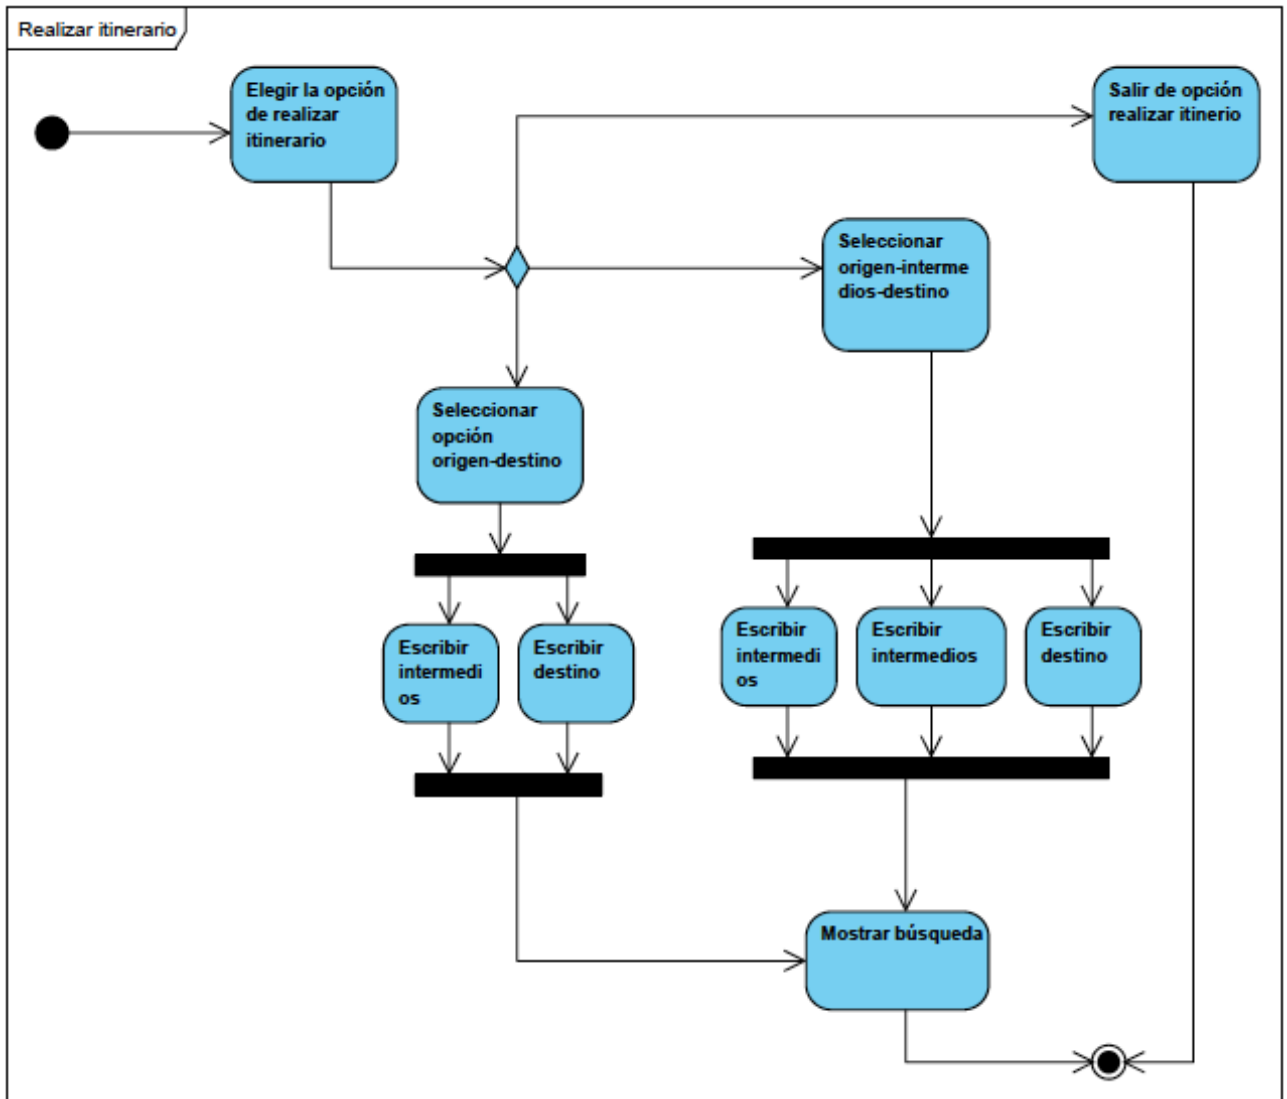 Realizar itinerario
Elegir la opción
de realizar
itinerario
Salir de opción
realizar itinerio
Seleccionar
origen-interme
dios-destino
Seleccionar
opción
origen-destino
Escribir
intermedi
os
Escribir
destino
Escribir
intermedi
os
Escribir
intermedios
Escribir
destino
Mostrar búsqueda